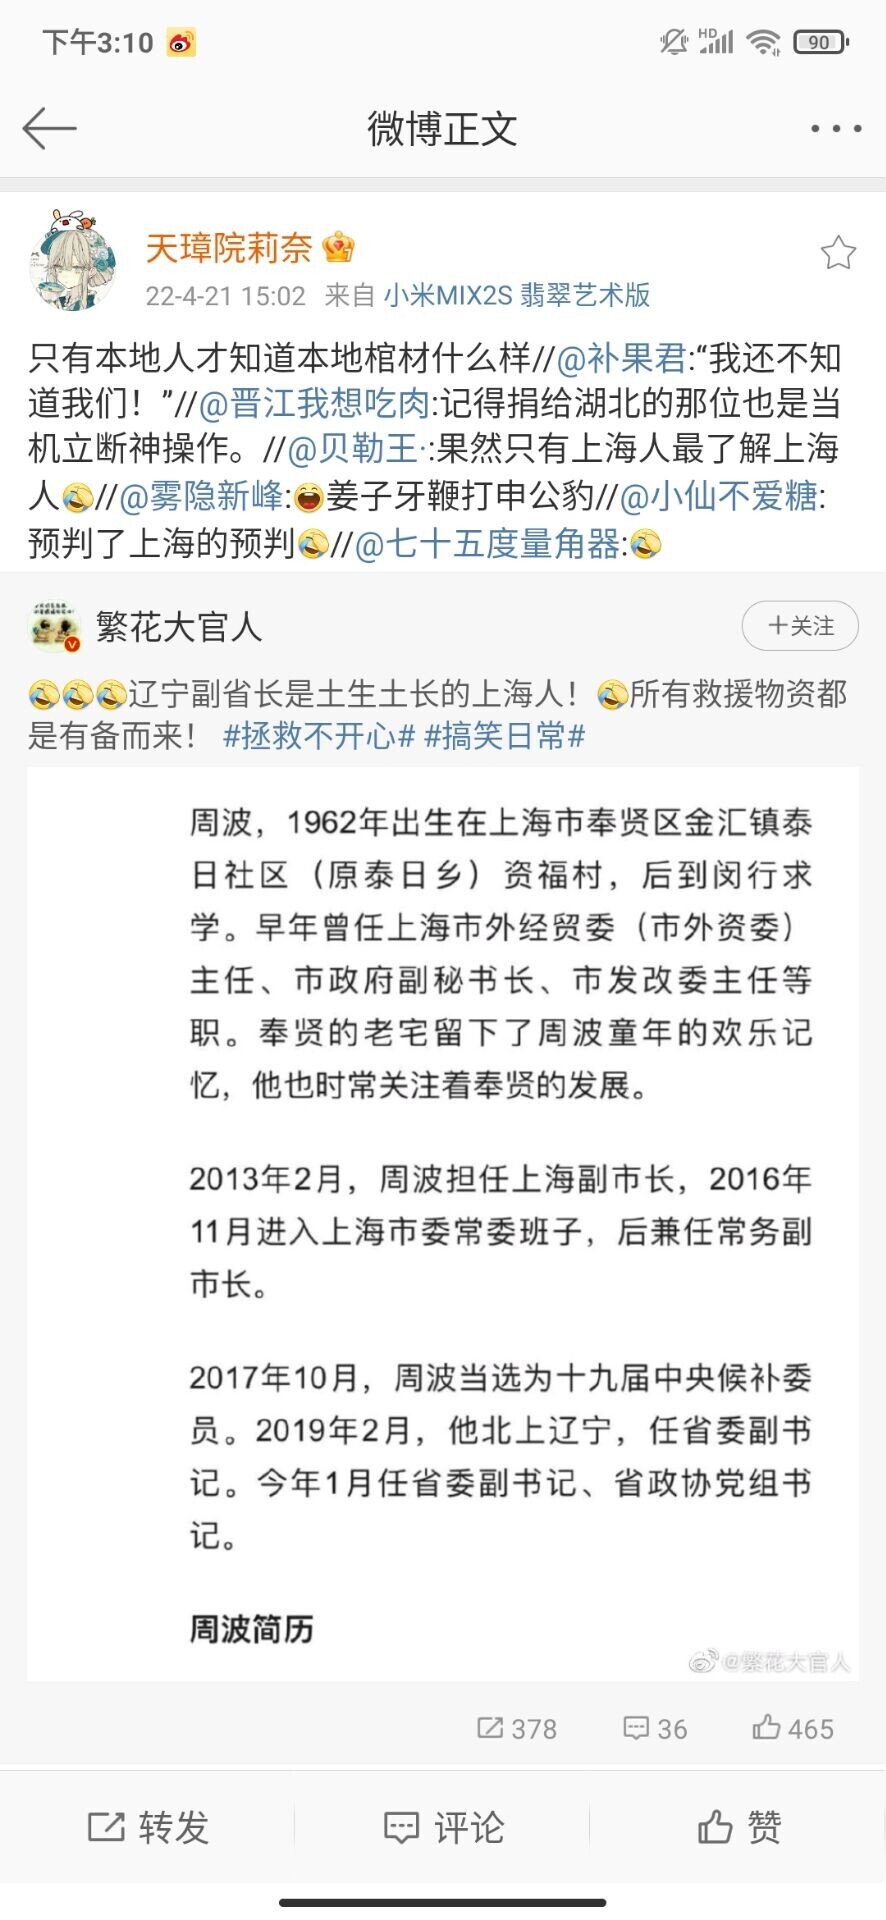 下午3:10
HD
90
微博正文
天璋院莉奈
22-4-21 15:02 来自 小米MIX2S 翡翠艺术版
只有本地人才知道本地棺材什么样//@补果君:“我还不知
道我们！”//@晋江我想吃肉:记得捐给湖北的那位也是当
机立断神操作。//@贝勒王·:果然只有上海人最了解上海
人🤣//@雾隐新峰:😄姜子牙鞭打申公豹//@小仙不爱糖:
预判了上海的预判🤣//@七十五度量角器:🤣
繁花大官人
+关注
🤣🤣🤣辽宁副省长是土生土长的上海人！🤣所有救援物资都
是有备而来！ #拯救不开心# #搞笑日常#
周波，1962年出生在上海市奉贤区金汇镇泰
日社区（原泰日乡）资福村，后到闵行求
学。早年曾任上海市外经贸委（市外资委）
主任、市政府副秘书长、市发改委主任等
职。奉贤的老宅留下了周波童年的欢乐记
忆，他也时常关注着奉贤的发展。
2013年2月，周波担任上海副市长，2016年
11月进入上海市委常委班子，后兼任常务副
市长。
2017年10月，周波当选为十九届中央候补委
员。2019年2月，他北上辽宁，任省委副书
记。今年1月任省委副书记、省政协党组书
记。
周波简历
@繁花大官人
378 36 465
转发 评论 赞